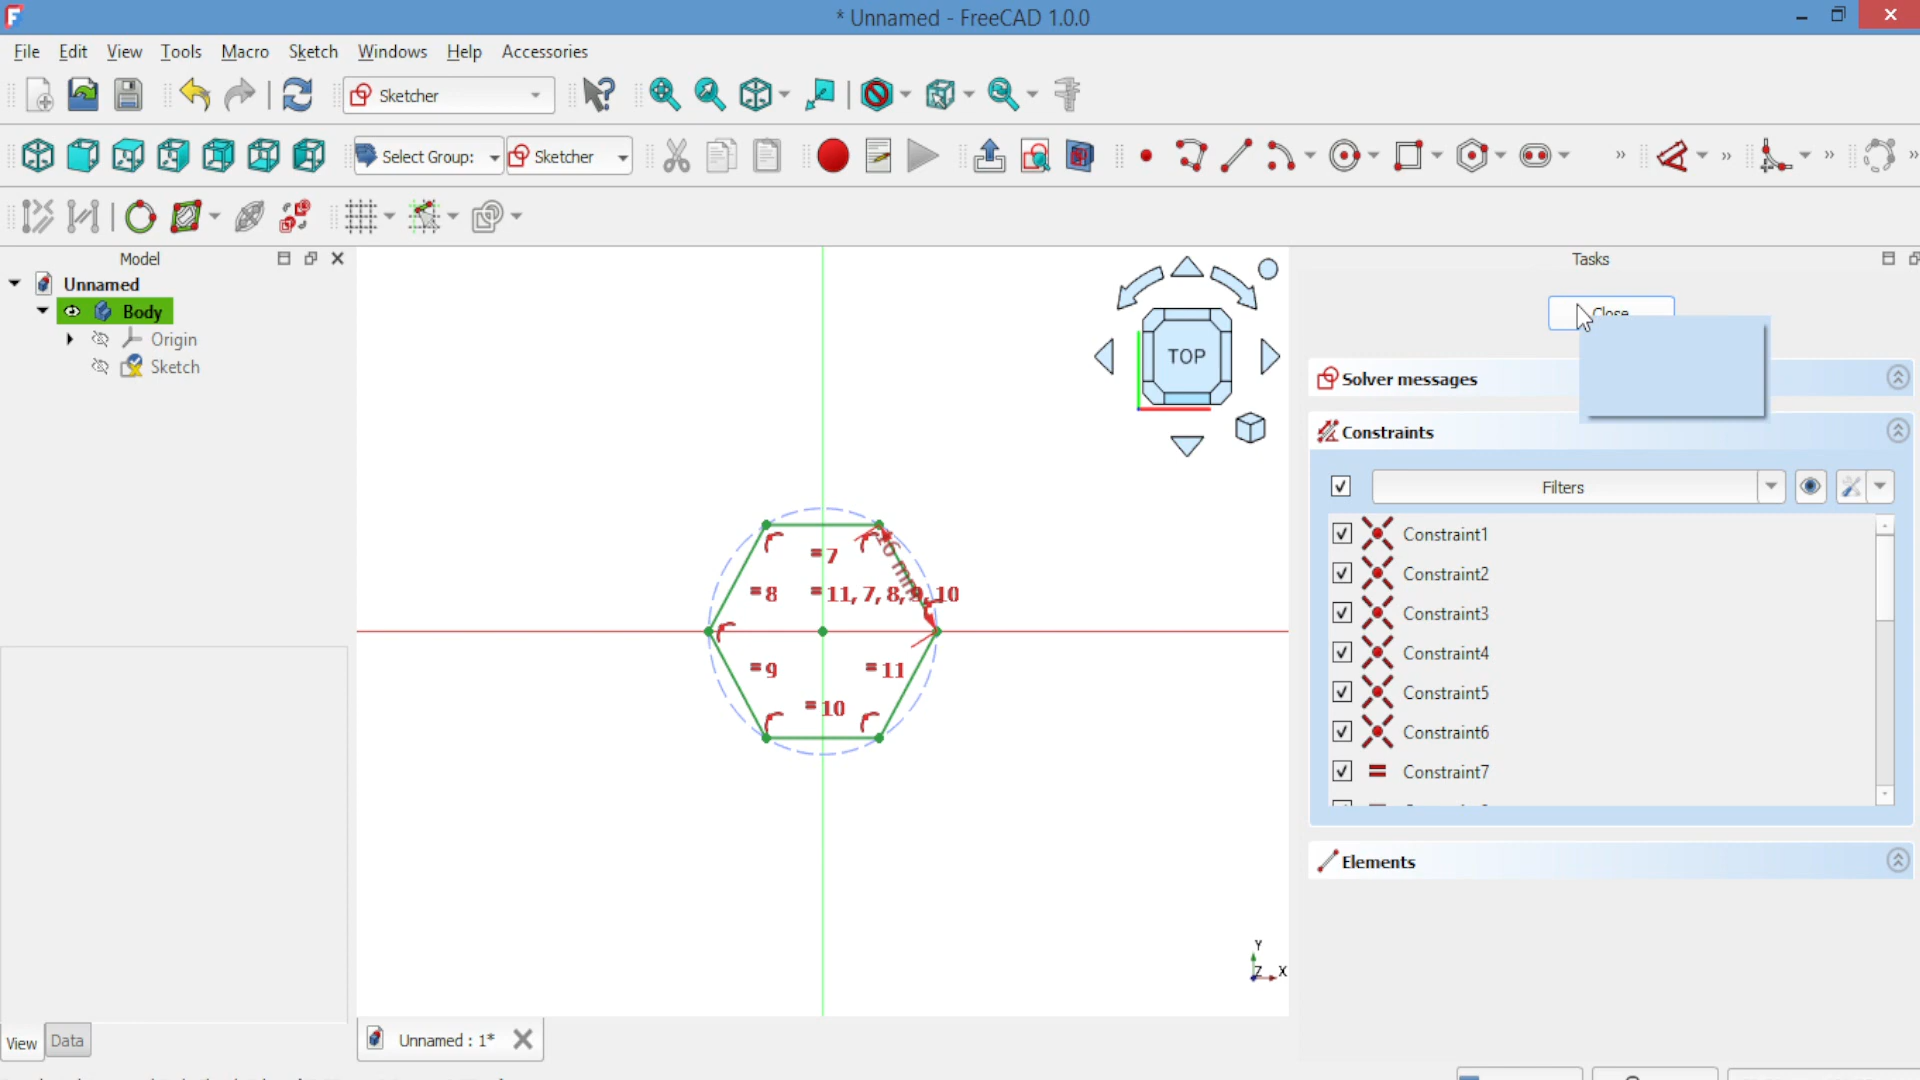 * Unnamed - FreeCAD 1.0.0
File Edit View Tools Macro Sketch Windows Help Accessories
Sketcher
Select Group: Sketcher
Model
Unnamed
Body
Origin
Sketch
TOP
=7
=8 =11, 7, 8, 9, 10
=9 =11
=10
Y
Z X
Tasks
Close
Solver messages
Constraints
Filters
Constraint1
Constraint2
Constraint3
Constraint4
Constraint5
Constraint6
Constraint7
Elements
View Data
Unnamed : 1*